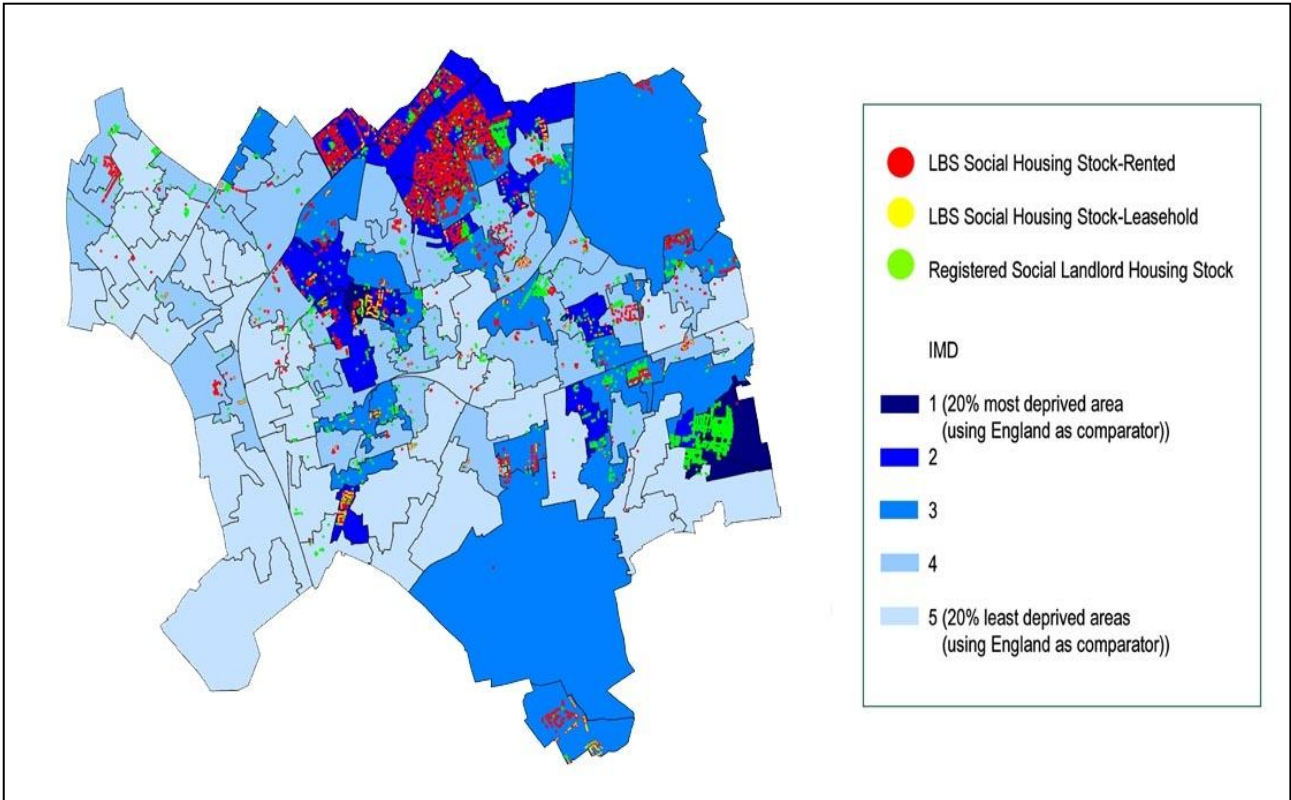 LBS Social Housing Stock-Rented
LBS Social Housing Stock-Leasehold
Registered Social Landlord Housing Stock
IMD
1 (20% most deprived area
(using England as comparator))
2
3
4
5 (20% least deprived areas
(using England as comparator))